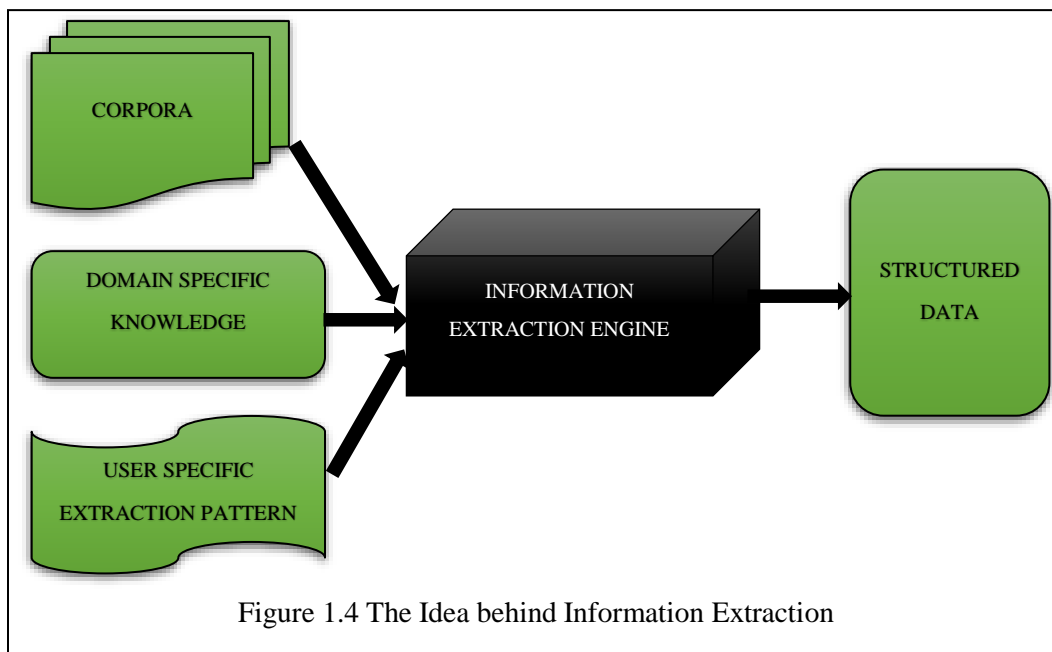 CORPORA
DOMAIN SPECIFIC
KNOWLEDGE
USER SPECIFIC
EXTRACTION PATTERN
INFORMATION
EXTRACTION ENGINE
STRUCTURED
DATA
Figure 1.4 The Idea behind Information Extraction